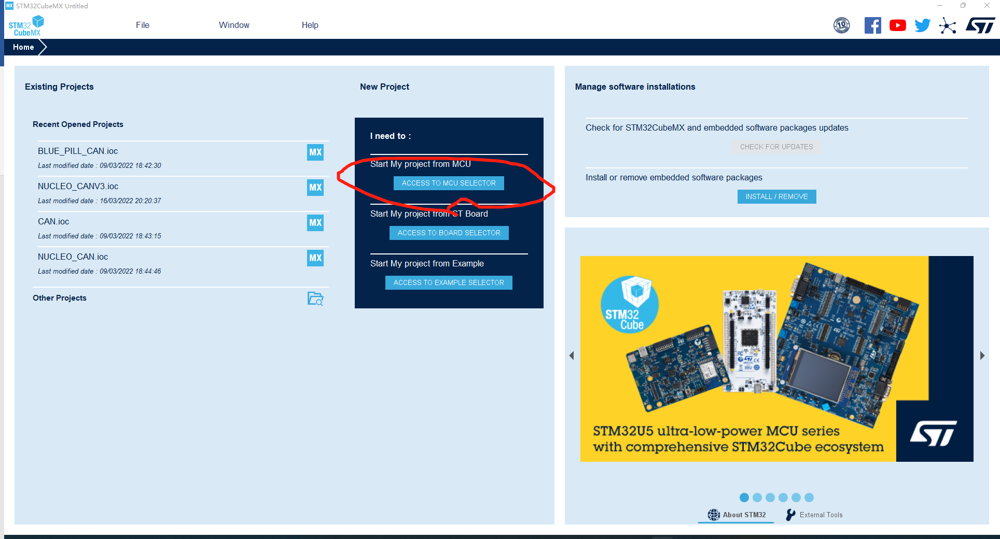 MX STM32CubeMX Untitled
STM32
CubeMX
File
Window
Help
10
Home
Existing Projects
Recent Opened Projects
BLUE_PILL_CAN.ioc
MX
Last modified date : 09/03/2022 18:42:30
NUCLEO_CANV3.ioc
MX
Last modified date : 16/03/2022 20:20:37
CAN.ioc
MX
Last modified date : 09/03/2022 18:43:15
NUCLEO_CAN.ioc
MX
Last modified date : 09/03/2022 18:44:46
Other Projects
New Project
I need to :
Start My project from MCU
ACCESS TO MCU SELECTOR
Start My project from ST Board
ACCESS TO BOARD SELECTOR
Start My project from Example
ACCESS TO EXAMPLE SELECTOR
Manage software installations
Check for STM32CubeMX and embedded software packages updates
CHECK FOR UPDATES
Install or remove embedded software packages
INSTALL / REMOVE
STM32
Cube
STM32U5 ultra-low-power MCU series
with comprehensive STM32Cube ecosystem
ST
About STM32
External Tools